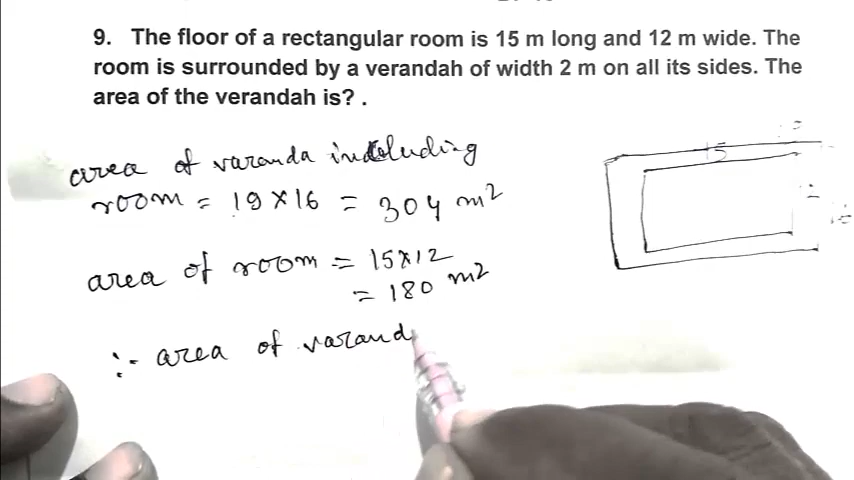 9. The floor of a rectangular room is 15 m long and 12 m wide. The
room is surrounded by a verandah of width 2 m on all its sides. The
area of the verandah is? .
area of varanda including
room = 19 × 16 = 304 m²
area of room = 15×12
= 180 m²
∴ area of varand
15